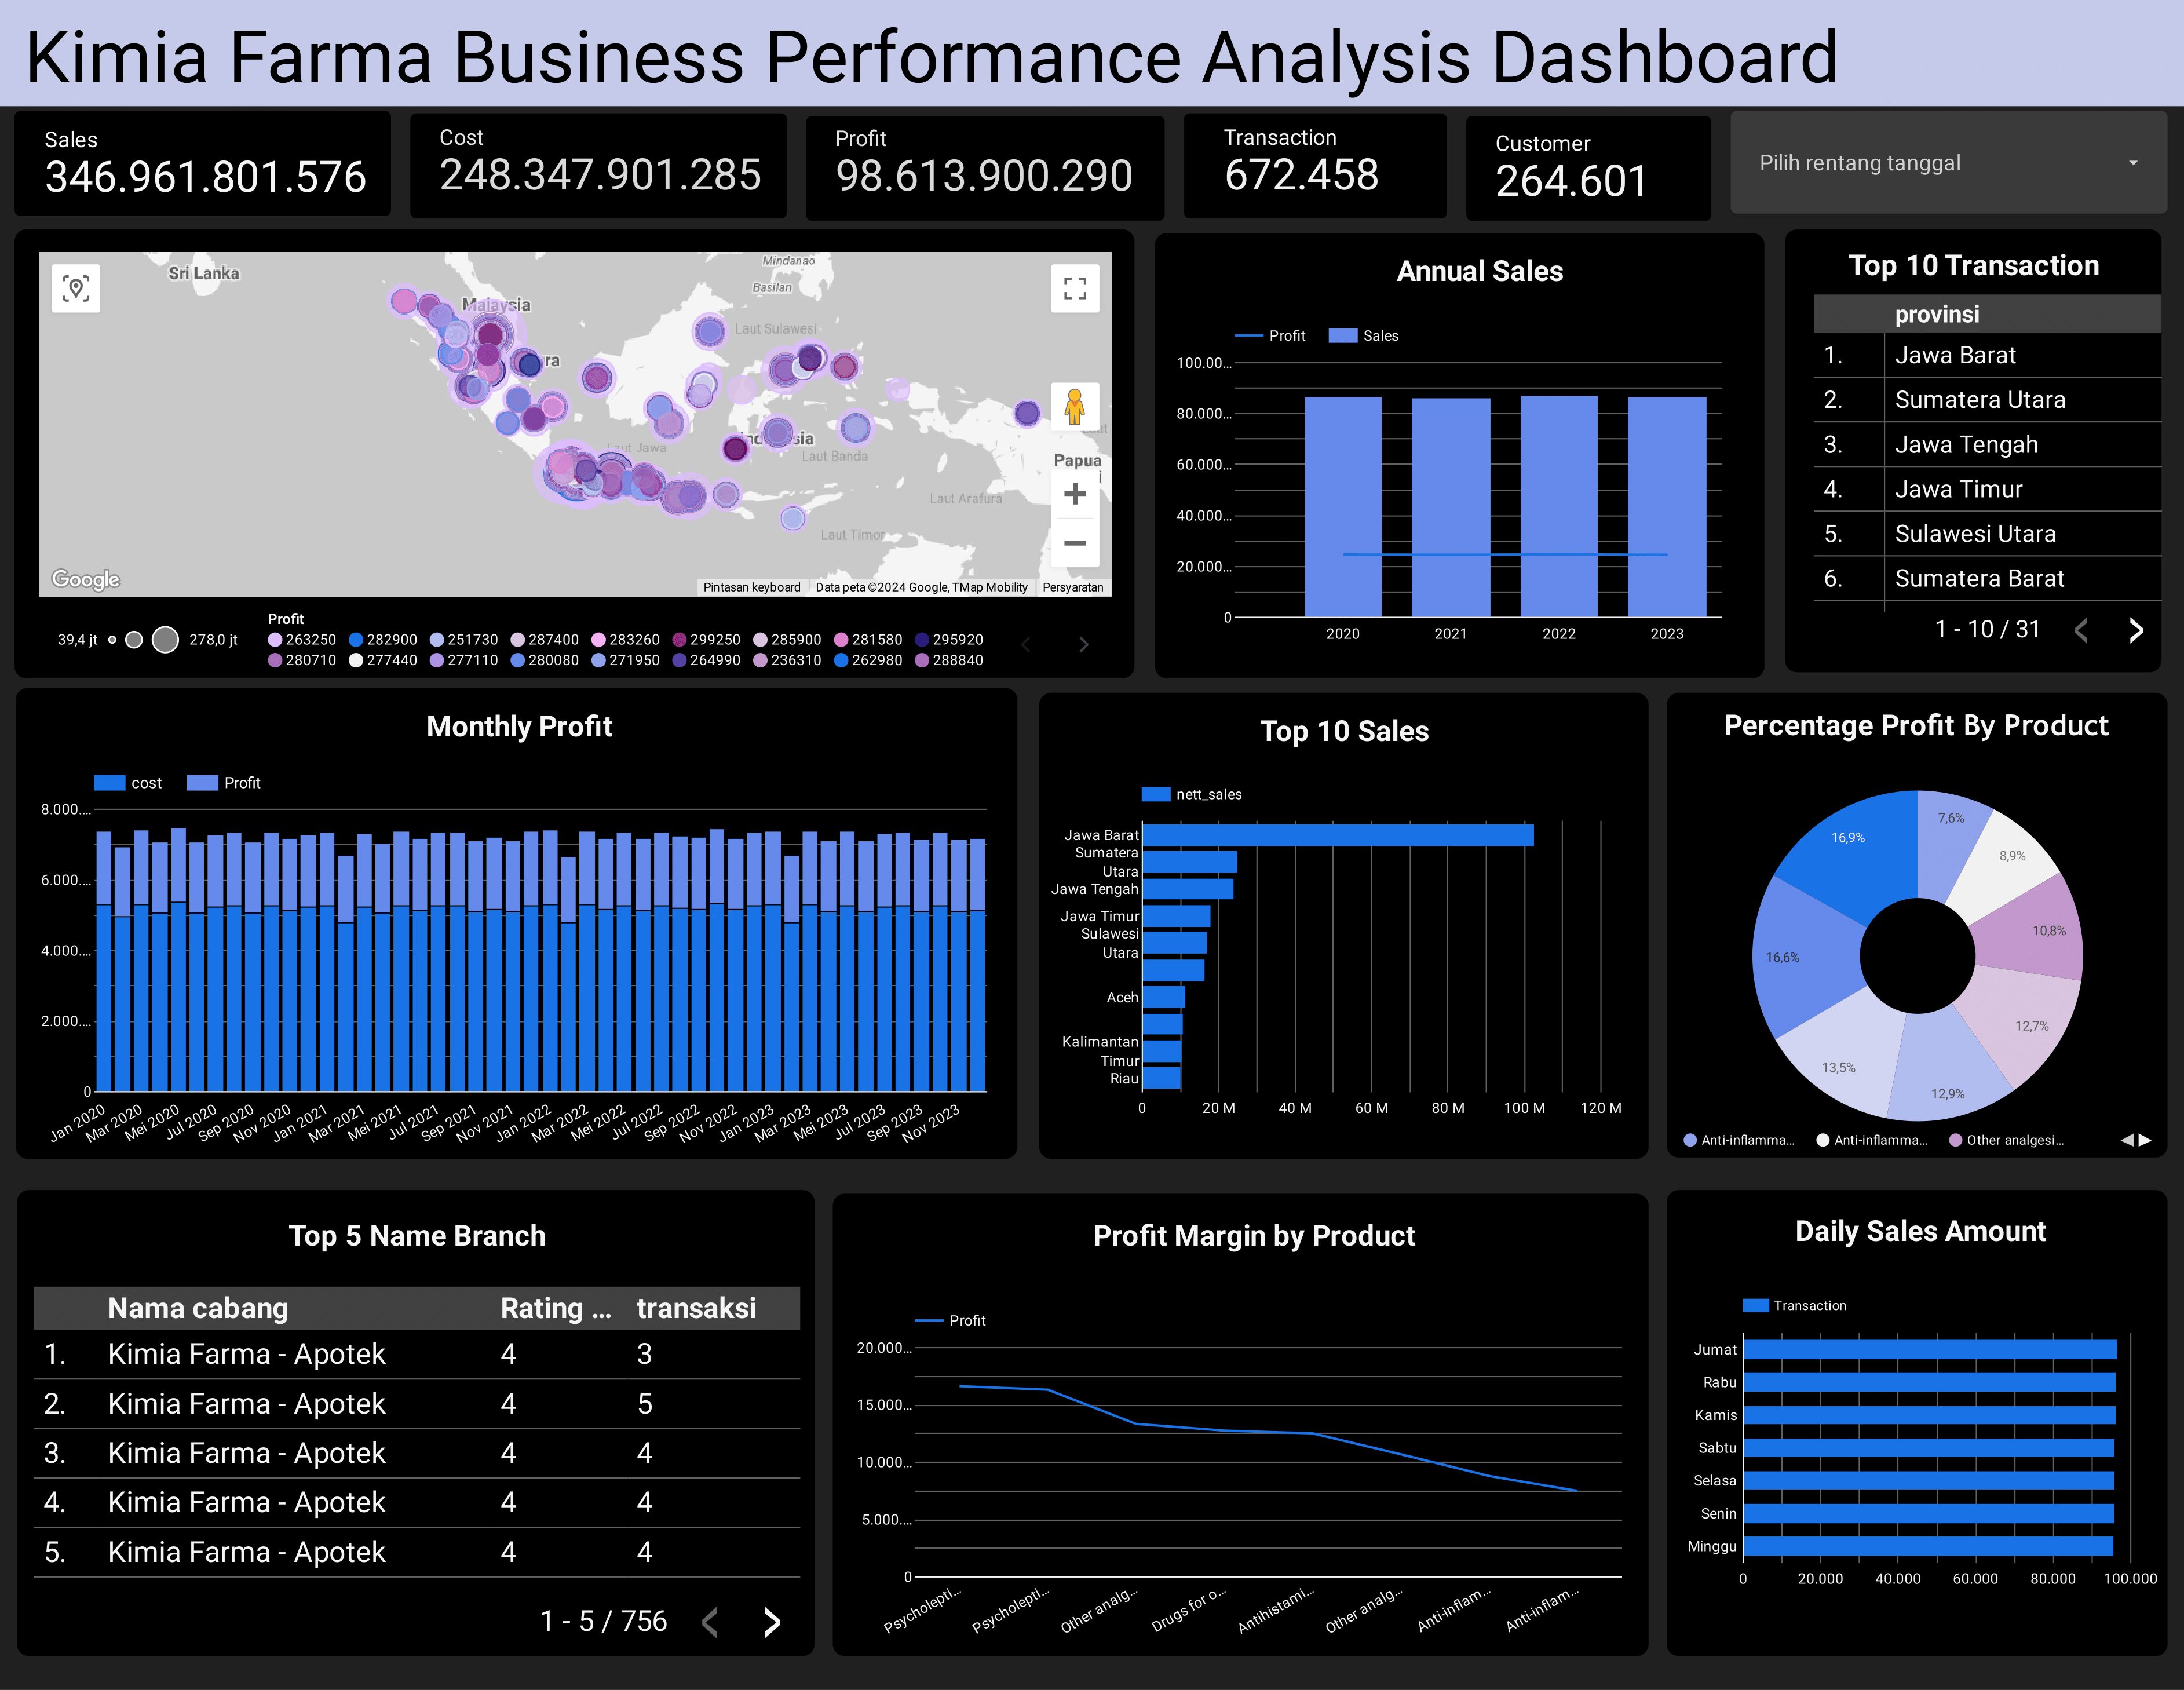 Kimia Farma Business Performance Analysis Dashboard
Sales
346.961.801.576
Cost
248.347.901.285
Profit
98.613.900.290
Transaction
672.458
Customer
264.601
Pilih rentang tanggal
Sri Lanka
Mindanao
Basilan
Malaysia
Laut Sulawesi
ra
Laut Jawa
Indonesia
Laut Banda
Papua
Laut Arafura
Laut Timor
Google
Pintasan keyboard
Data peta ©2024 Google, TMap Mobility
Persyaratan
Profit
39,4 jt
278,0 jt
263250 282900 251730 287400 283260 299250 285900 281580 295920
280710 277440 277110 280080 271950 264990 236310 262980 288840
Annual Sales
Profit Sales
100.00...
80.000...
60.000...
40.000...
20.000...
0
2020 2021 2022 2023
Top 10 Transaction
provinsi
1. Jawa Barat
2. Sumatera Utara
3. Jawa Tengah
4. Jawa Timur
5. Sulawesi Utara
6. Sumatera Barat
1 - 10 / 31
Monthly Profit
cost Profit
8.000....
6.000....
4.000....
2.000....
0
Jan 2020 Mar 2020 Mei 2020 Jul 2020 Sep 2020 Nov 2020 Jan 2021 Mar 2021 Mei 2021 Jul 2021 Sep 2021 Nov 2021 Jan 2022 Mar 2022 Mei 2022 Jul 2022 Sep 2022 Nov 2022 Jan 2023 Mar 2023 Mei 2023 Jul 2023 Sep 2023 Nov 2023
Top 10 Sales
nett_sales
Jawa Barat
Sumatera
Utara
Jawa Tengah
Jawa Timur
Sulawesi
Utara
Aceh
Kalimantan
Timur
Riau
0 20 M 40 M 60 M 80 M 100 M 120 M
Percentage Profit By Product
7,6%
8,9%
10,8%
12,7%
12,9%
13,5%
16,6%
16,9%
Anti-inflamma... Anti-inflamma... Other analgesi...
Top 5 Name Branch
Nama cabang Rating ... transaksi
1. Kimia Farma - Apotek 4 3
2. Kimia Farma - Apotek 4 5
3. Kimia Farma - Apotek 4 4
4. Kimia Farma - Apotek 4 4
5. Kimia Farma - Apotek 4 4
1 - 5 / 756
Profit Margin by Product
Profit
20.000...
15.000...
10.000...
5.000....
0
Psycholepti... Psycholepti... Other analg... Drugs for o... Antihistami... Other analg... Anti-inflam... Anti-inflam...
Daily Sales Amount
Transaction
Jumat
Rabu
Kamis
Sabtu
Selasa
Senin
Minggu
0 20.000 40.000 60.000 80.000 100.000